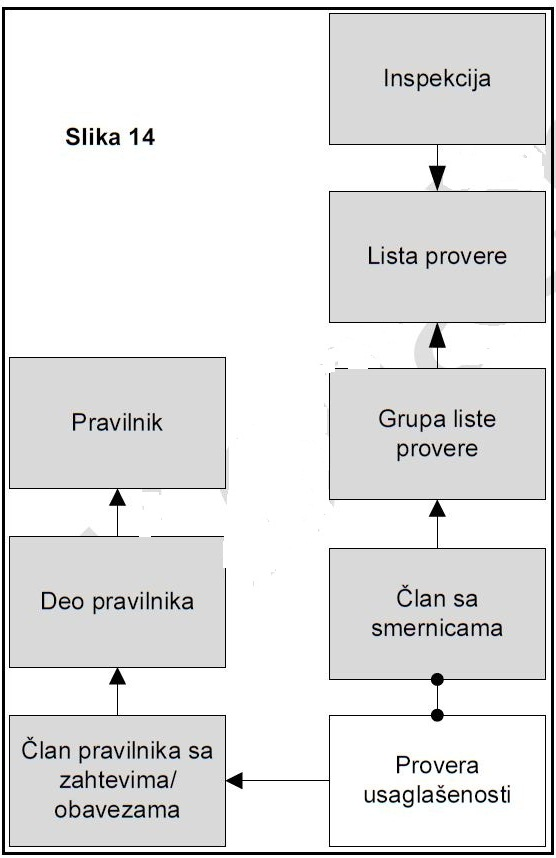 Inspekcija
Slika 14
Lista provere
Pravilnik
Grupa liste
provere
Deo pravilnika
Član sa
smernicama
Član pravilnika sa
zahtevima/
obavezama
Provera
usaglašenosti